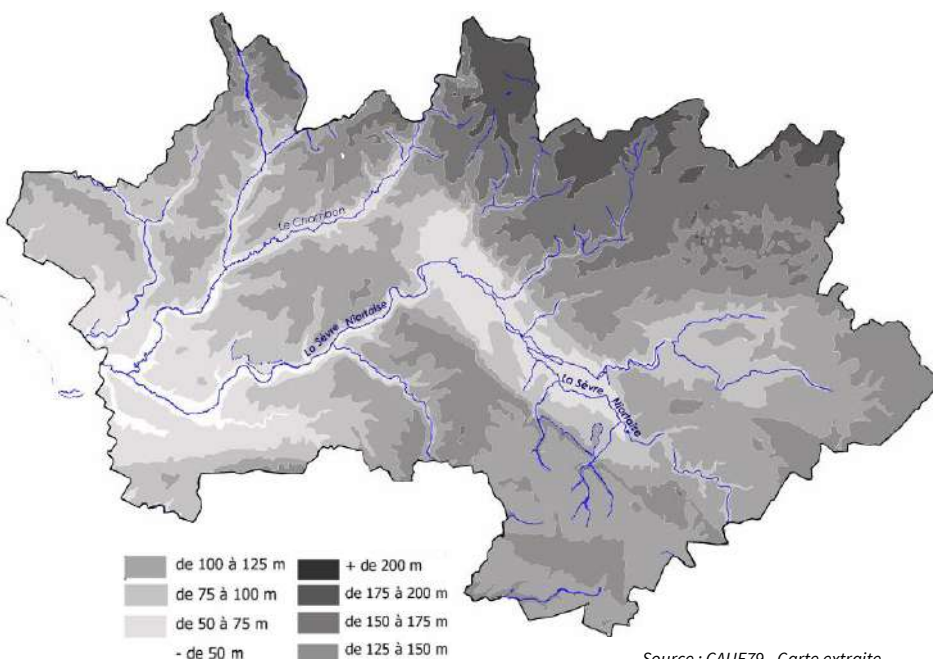 Le Chambon
La Sèvre Niortaise
La Sèvre Niortaise
de 100 à 125 m
de 75 à 100 m
de 50 à 75 m
- de 50 m
+ de 200 m
de 175 à 200 m
de 150 à 175 m
de 125 à 150 m
Source : CAUE79 - Carte extraite